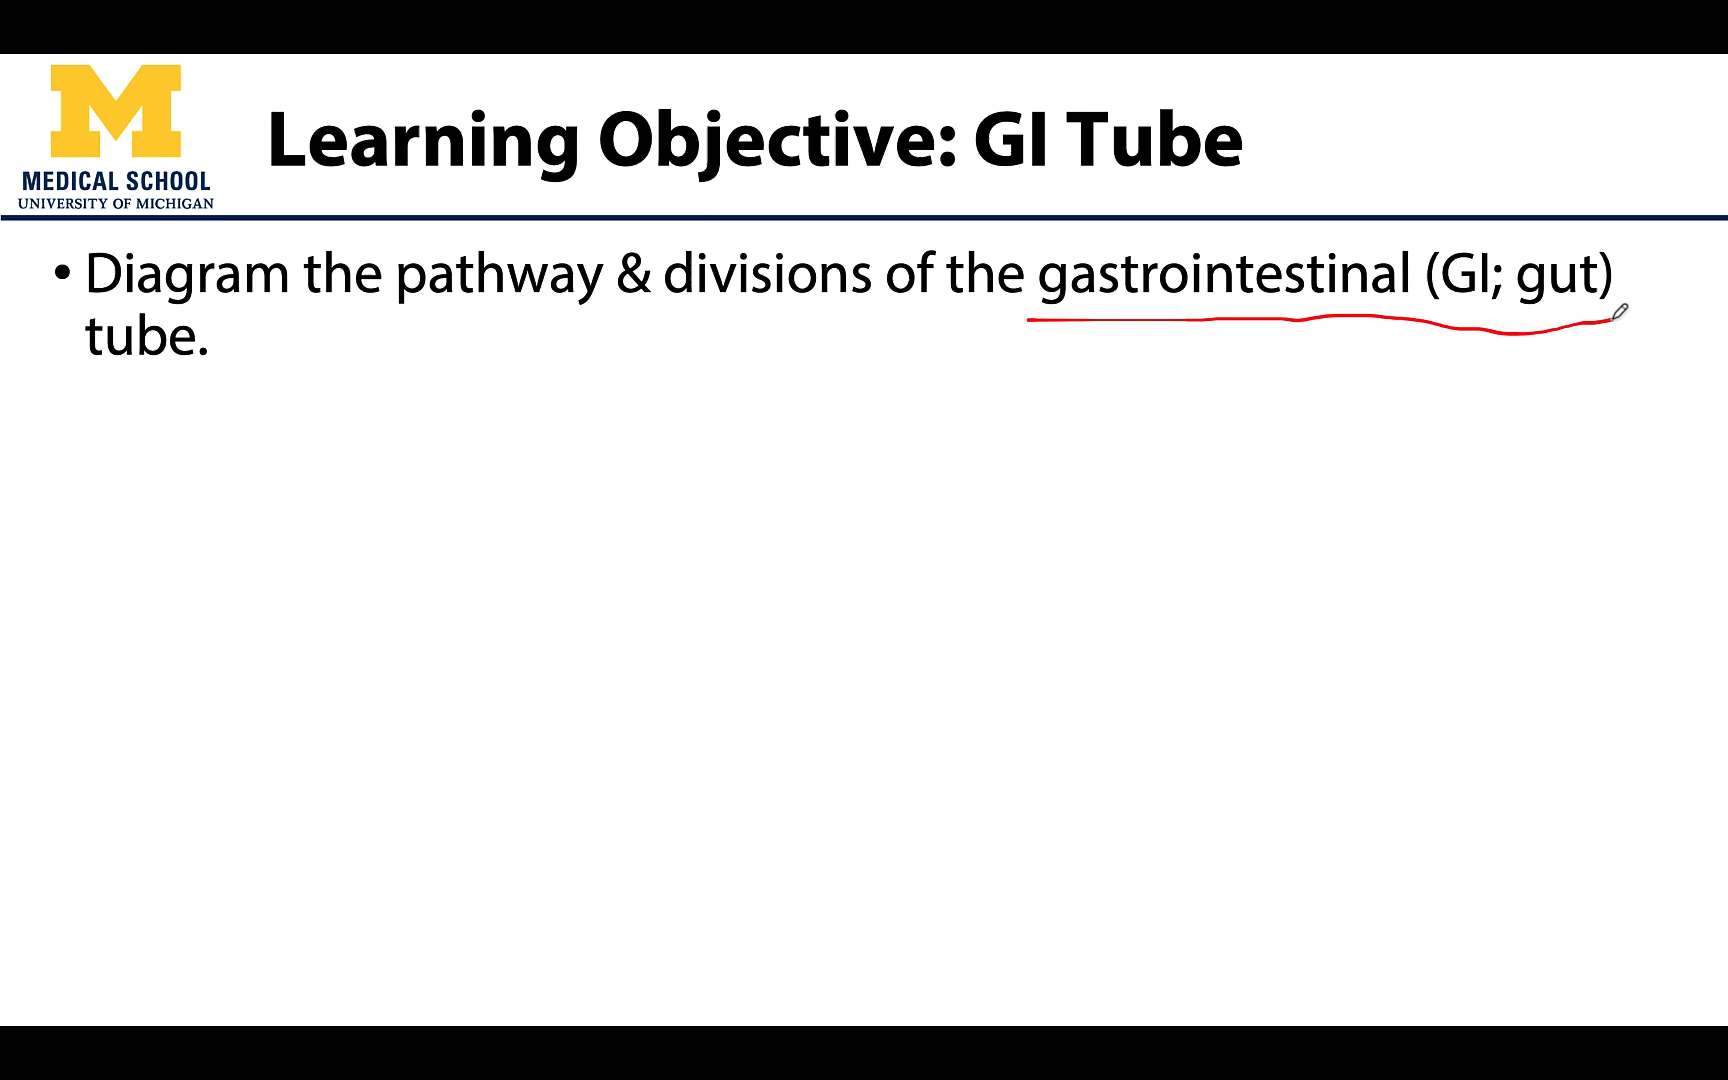 M
MEDICAL SCHOOL
UNIVERSITY OF MICHIGAN
Learning Objective: GI Tube
• Diagram the pathway & divisions of the gastrointestinal (GI; gut)
tube.